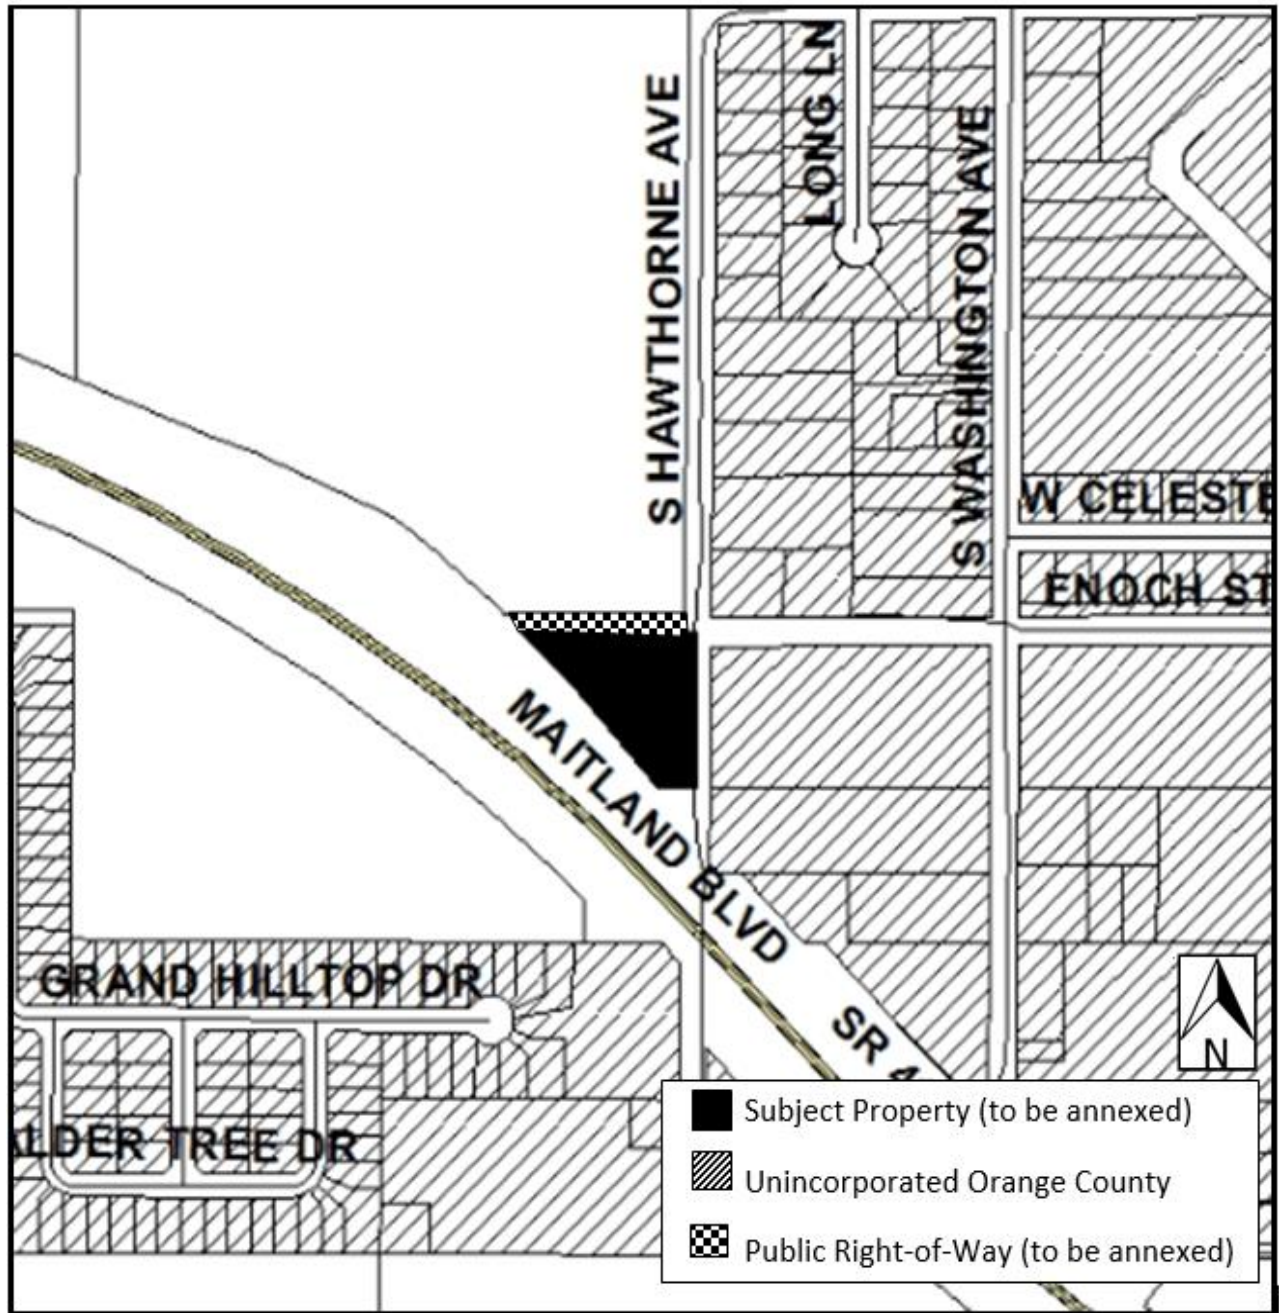 S HAWTHORNE AVE
LONG LN
S WASHINGTON AVE
W CELESTE
ENOCH ST
MAITLAND BLVD
SR 4
GRAND HILLTOP DR
ALDER TREE DR
N
Subject Property (to be annexed)
Unincorporated Orange County
Public Right-of-Way (to be annexed)